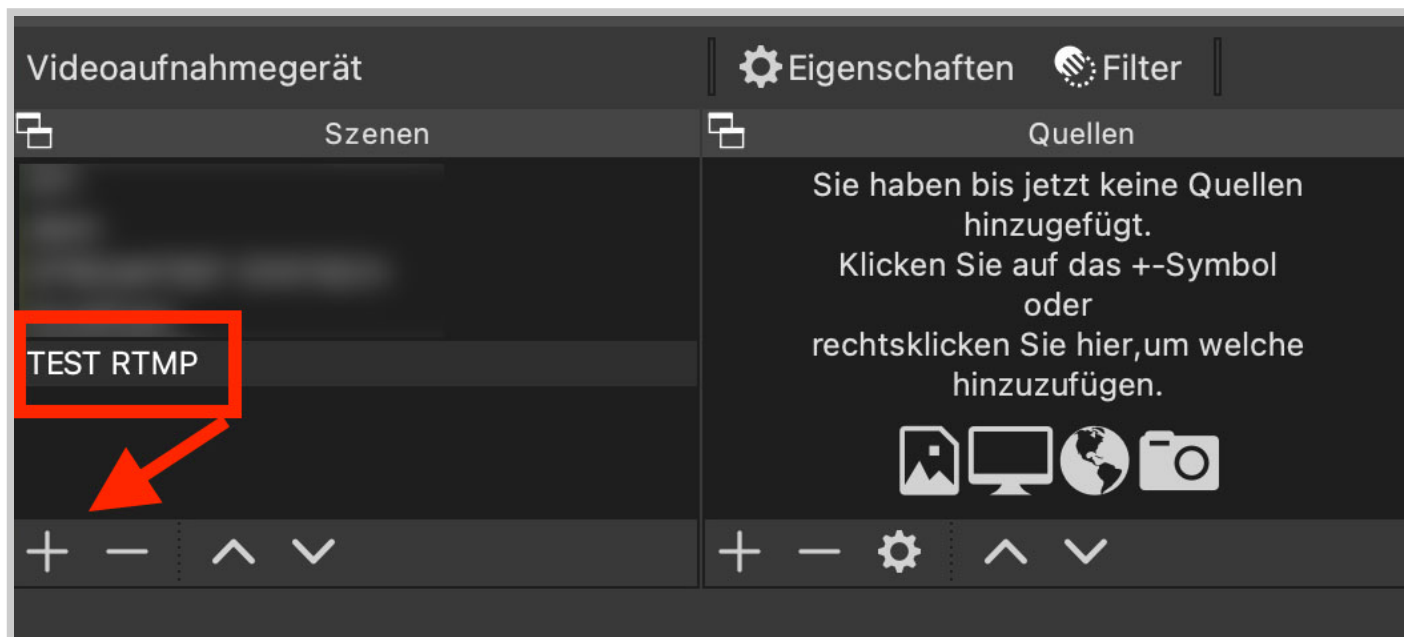 Videoaufnahmegerät
Eigenschaften
Filter
Szenen
Quellen
TEST RTMP
Sie haben bis jetzt keine Quellen
hinzugefügt.
Klicken Sie auf das +-Symbol
oder
rechtsklicken Sie hier,um welche
hinzuzufügen.